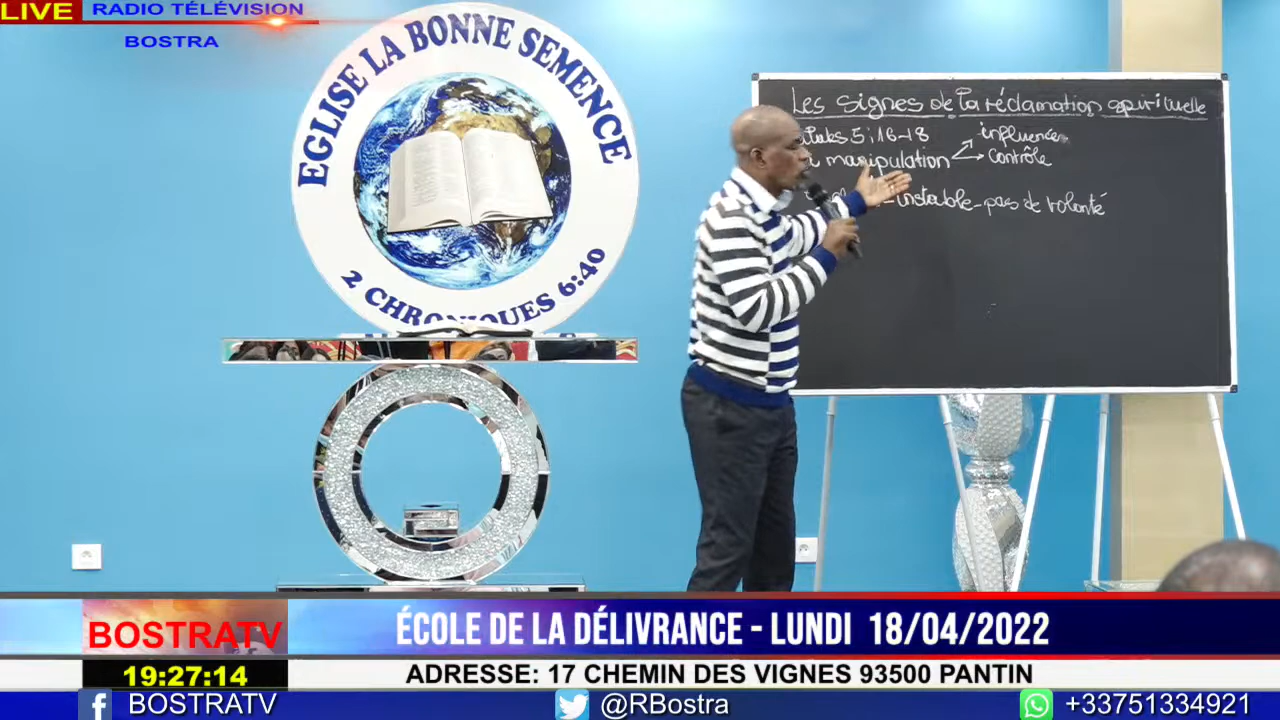 LIVE RADIO TÉLÉVISION
BOSTRA
EGLISE LA BONNE SEMENCE
2 CHRONIQUES 6:40
Les signes de la réclamation spirituelle
5, 16-18
influence
manipulation
Contrôle
instable - pas de volonté
BOSTRATV
ÉCOLE DE LA DÉLIVRANCE - LUNDI 18/04/2022
19:27:14
ADRESSE: 17 CHEMIN DES VIGNES 93500 PANTIN
BOSTRATV
@RBostra
+33751334921